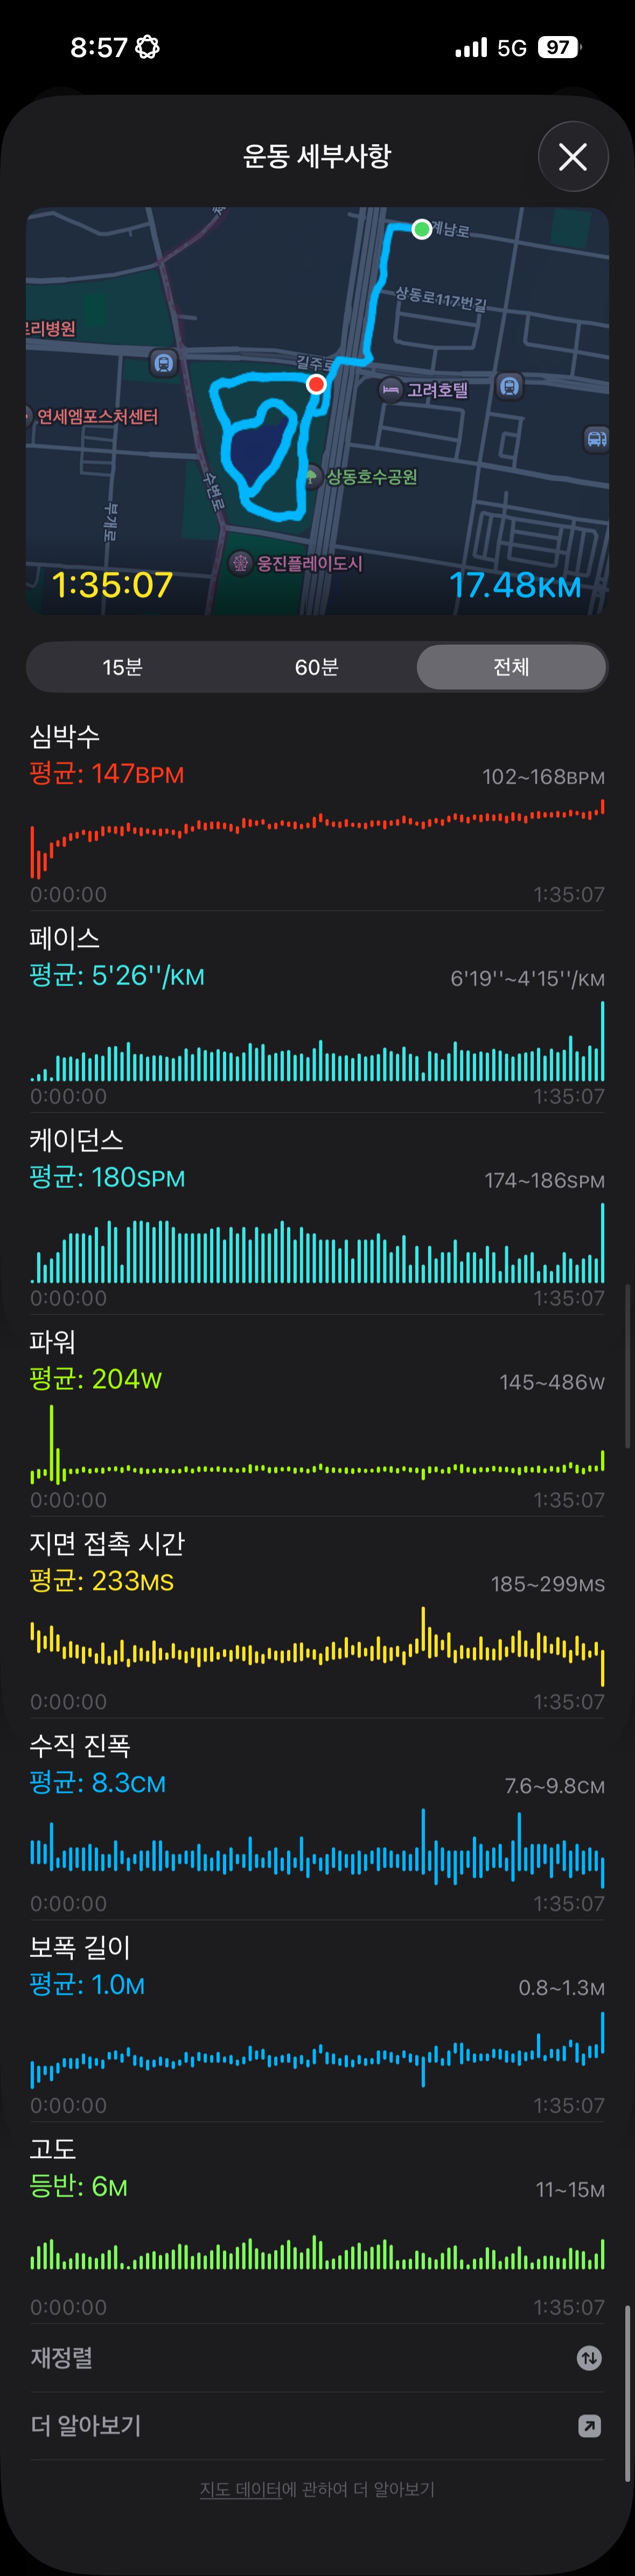 8:57
5G
97
운동 세부사항
계남로
상동로117번길
로리병원
길주로
고려호텔
연세엠포스처센터
수변로
상동호수공원
부개로
웅진플레이도시
1:35:07
17.48KM
15분
60분
전체
심박수
평균: 147BPM
102~168BPM
0:00:00
1:35:07
페이스
평균: 5'26''/KM
6'19''~4'15''/KM
0:00:00
1:35:07
케이던스
평균: 180SPM
174~186SPM
0:00:00
1:35:07
파워
평균: 204W
145~486W
0:00:00
1:35:07
지면 접촉 시간
평균: 233MS
185~299MS
0:00:00
1:35:07
수직 진폭
평균: 8.3CM
7.6~9.8CM
0:00:00
1:35:07
보폭 길이
평균: 1.0M
0.8~1.3M
0:00:00
1:35:07
고도
등반: 6M
11~15M
0:00:00
1:35:07
재정렬
더 알아보기
지도 데이터에 관하여 더 알아보기